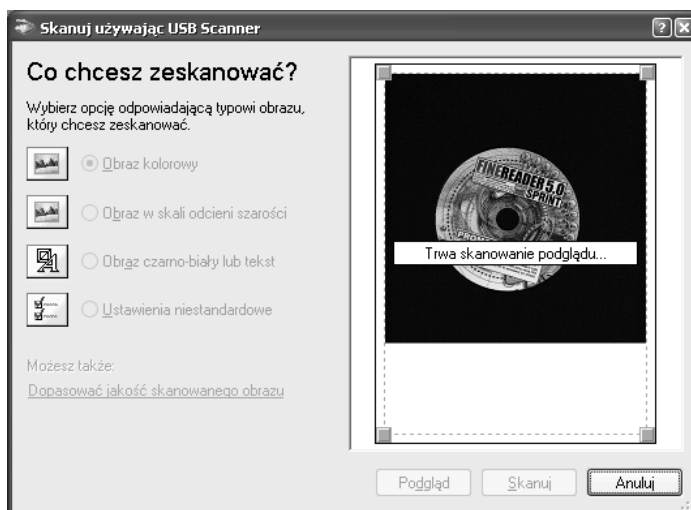 Skanuj używając USB Scanner
Co chcesz zeskanować?
Wybierz opcję odpowiadającą typowi obrazu,
który chcesz zeskanować.
Obraz kolorowy
Obraz w skali odcieni szarości
Obraz czarno-biały lub tekst
Ustawienia niestandardowe
Możesz także:
Dopasować jakość skanowanego obrazu
FINEREADER 5.0
SPRINT
Trwa skanowanie podglądu...
Podgląd
Skanuj
Anuluj